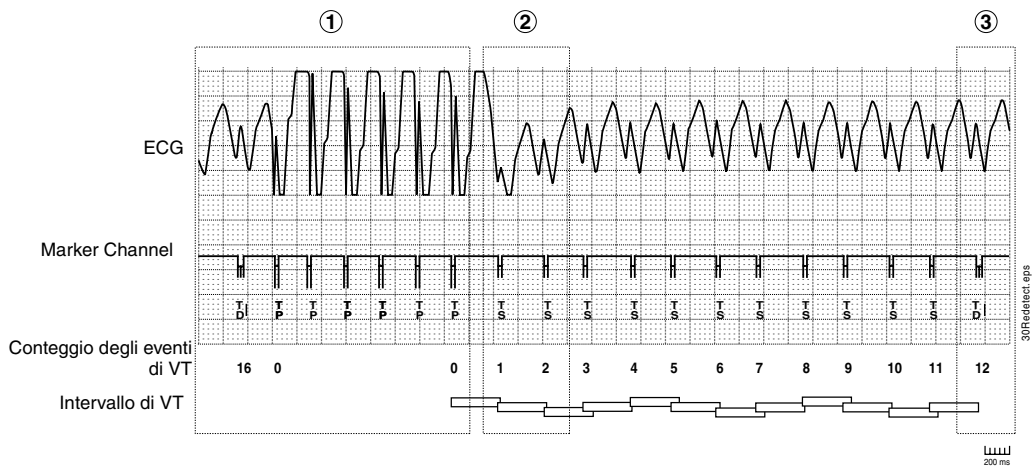 ① ② ③
ECG
Marker Channel
T D T P T P T P T P T P T P T S T S T S T S T S T S T S T S T S T S T S T D
Conteggio degli eventi
di VT 16 0 0 1 2 3 4 5 6 7 8 9 10 11 12
Intervallo di VT
200 ms
30Redetect.eps